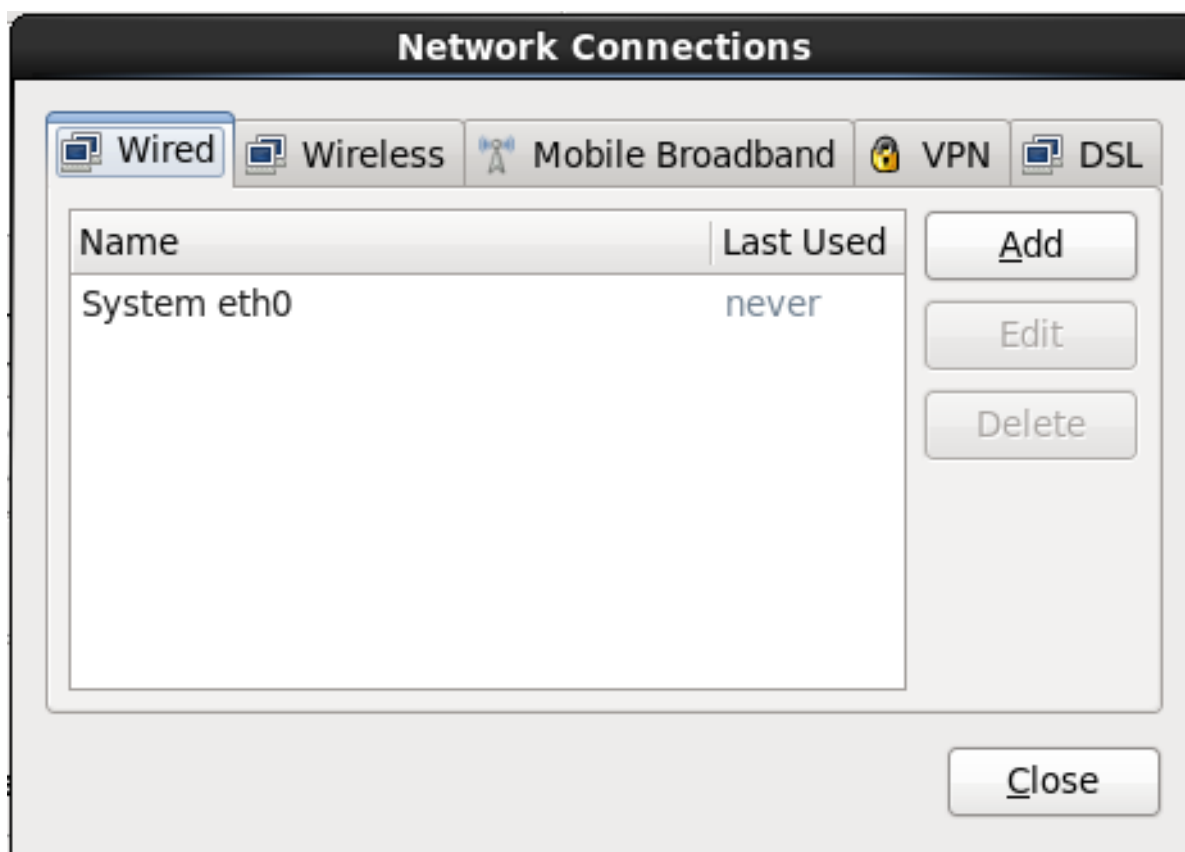 Network Connections
Wired Wireless Mobile Broadband VPN DSL
Name Last Used Add
System eth0 never
Edit
Delete
Close